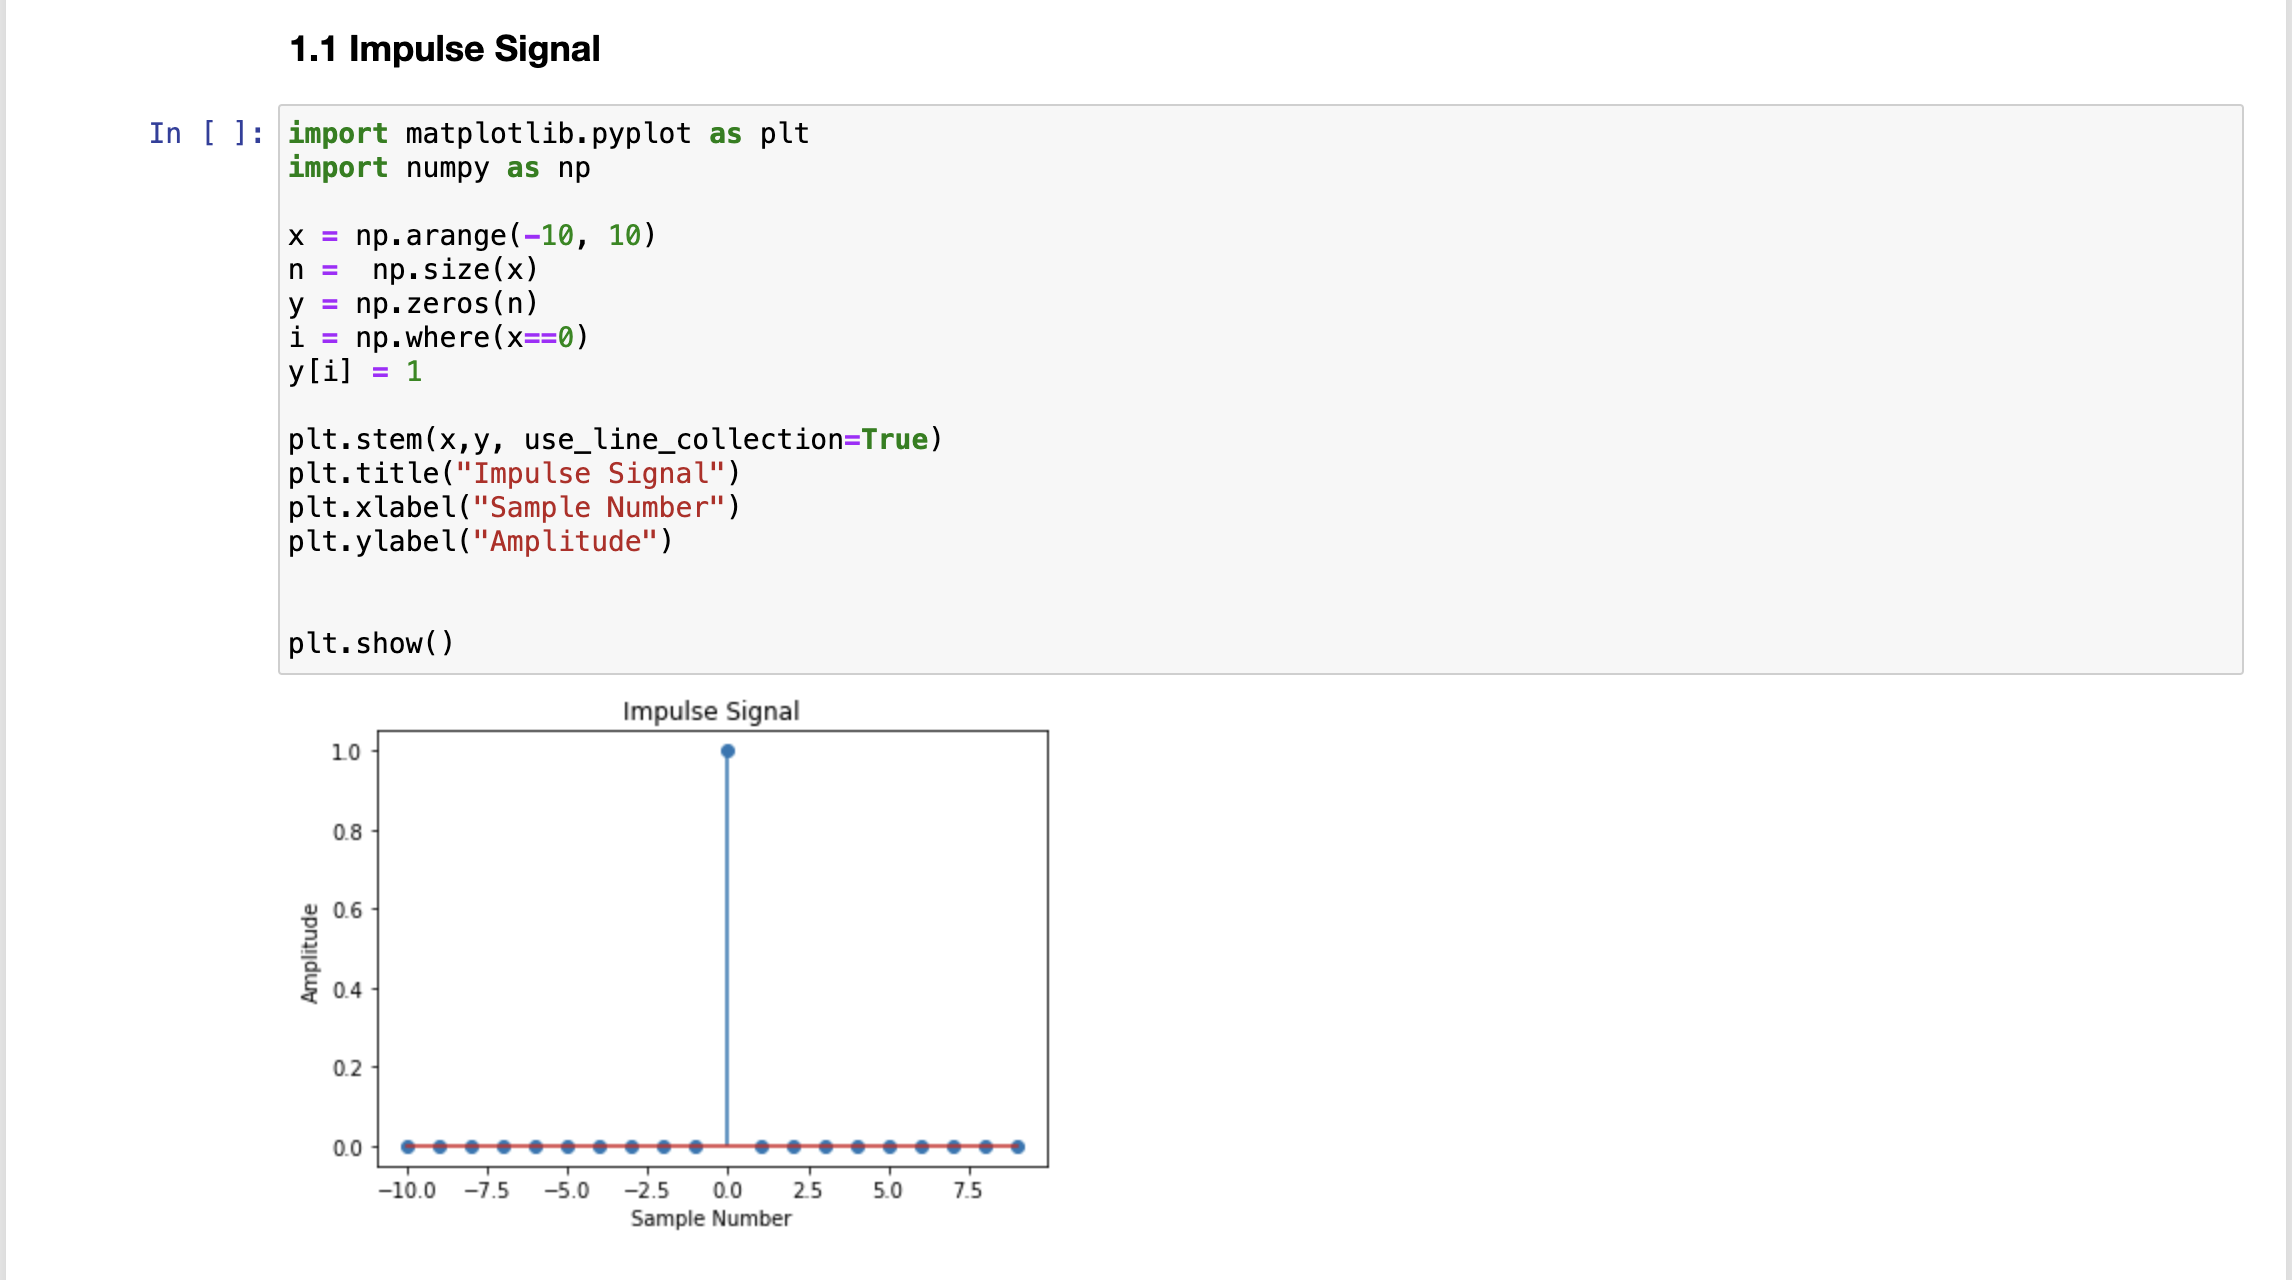 1.1 Impulse Signal
In [ ]:
import matplotlib.pyplot as plt
import numpy as np
x = np.arange(-10, 10)
n =  np.size(x)
y = np.zeros(n)
i = np.where(x==0)
y[i] = 1
plt.stem(x,y, use_line_collection=True)
plt.title("Impulse Signal")
plt.xlabel("Sample Number")
plt.ylabel("Amplitude")
plt.show()
Impulse Signal
1.0
0.8
0.6
0.4
0.2
0.0
Amplitude
−10.0 −7.5 −5.0 −2.5 0.0 2.5 5.0 7.5
Sample Number